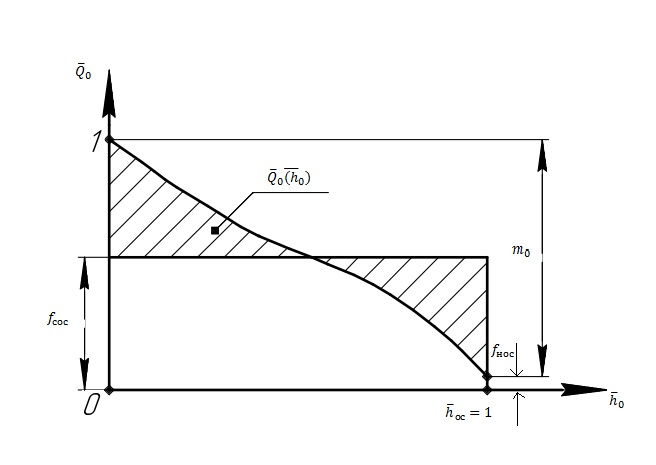 Q̄₀
1
Q̄₀(h̄₀)
m₀̄
f_сос
f_нос
0
h̄_ос = 1
h̄₀